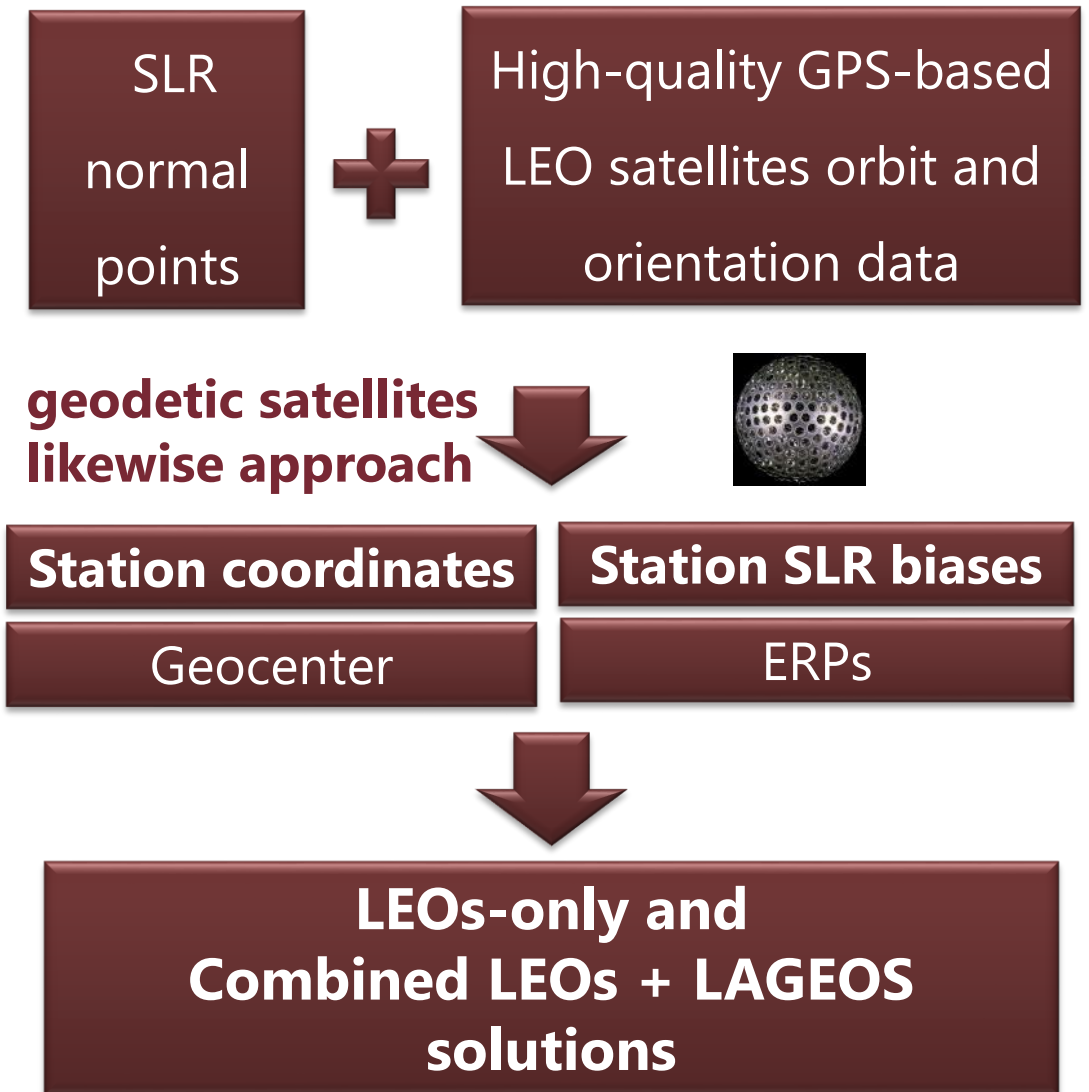 SLR
normal
points
High-quality GPS-based
LEO satellites orbit and
orientation data
geodetic satellites
likewise approach
Station coordinates
Station SLR biases
Geocenter
ERPs
LEOs-only and
Combined LEOs + LAGEOS
solutions